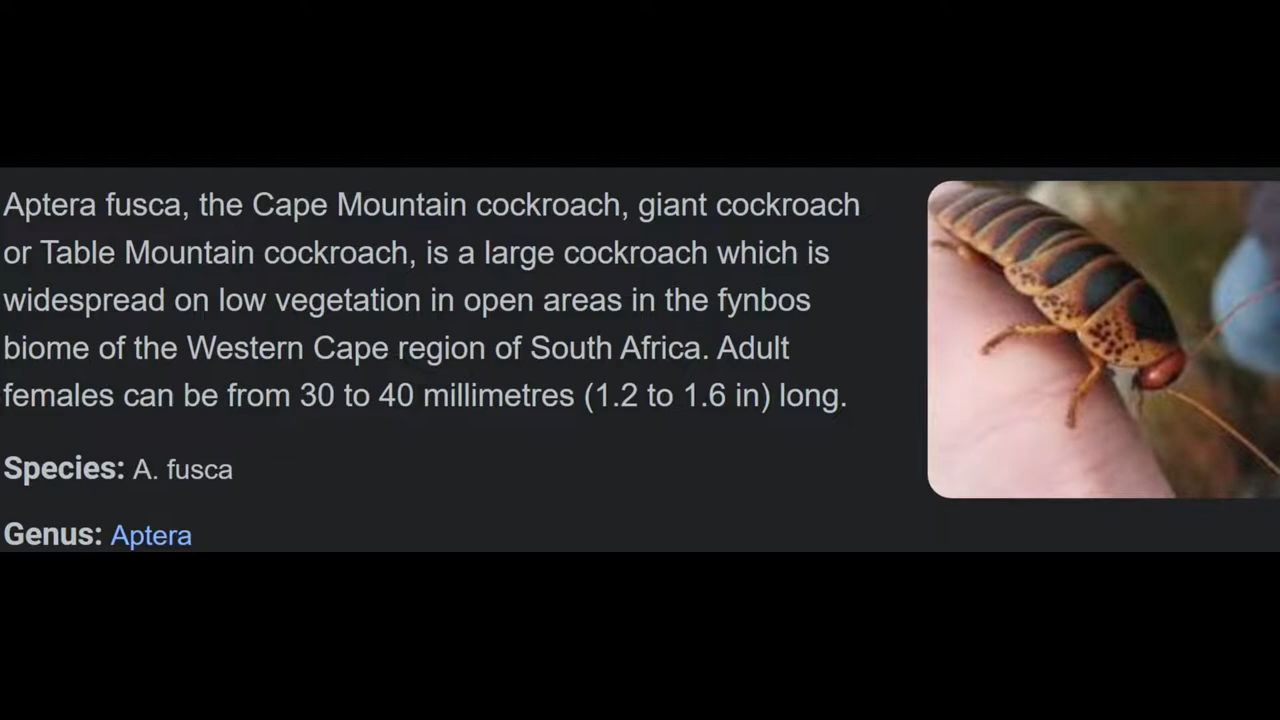 Aptera fusca, the Cape Mountain cockroach, giant cockroach
or Table Mountain cockroach, is a large cockroach which is
widespread on low vegetation in open areas in the fynbos
biome of the Western Cape region of South Africa. Adult
females can be from 30 to 40 millimetres (1.2 to 1.6 in) long.
Species: A. fusca
Genus: Aptera